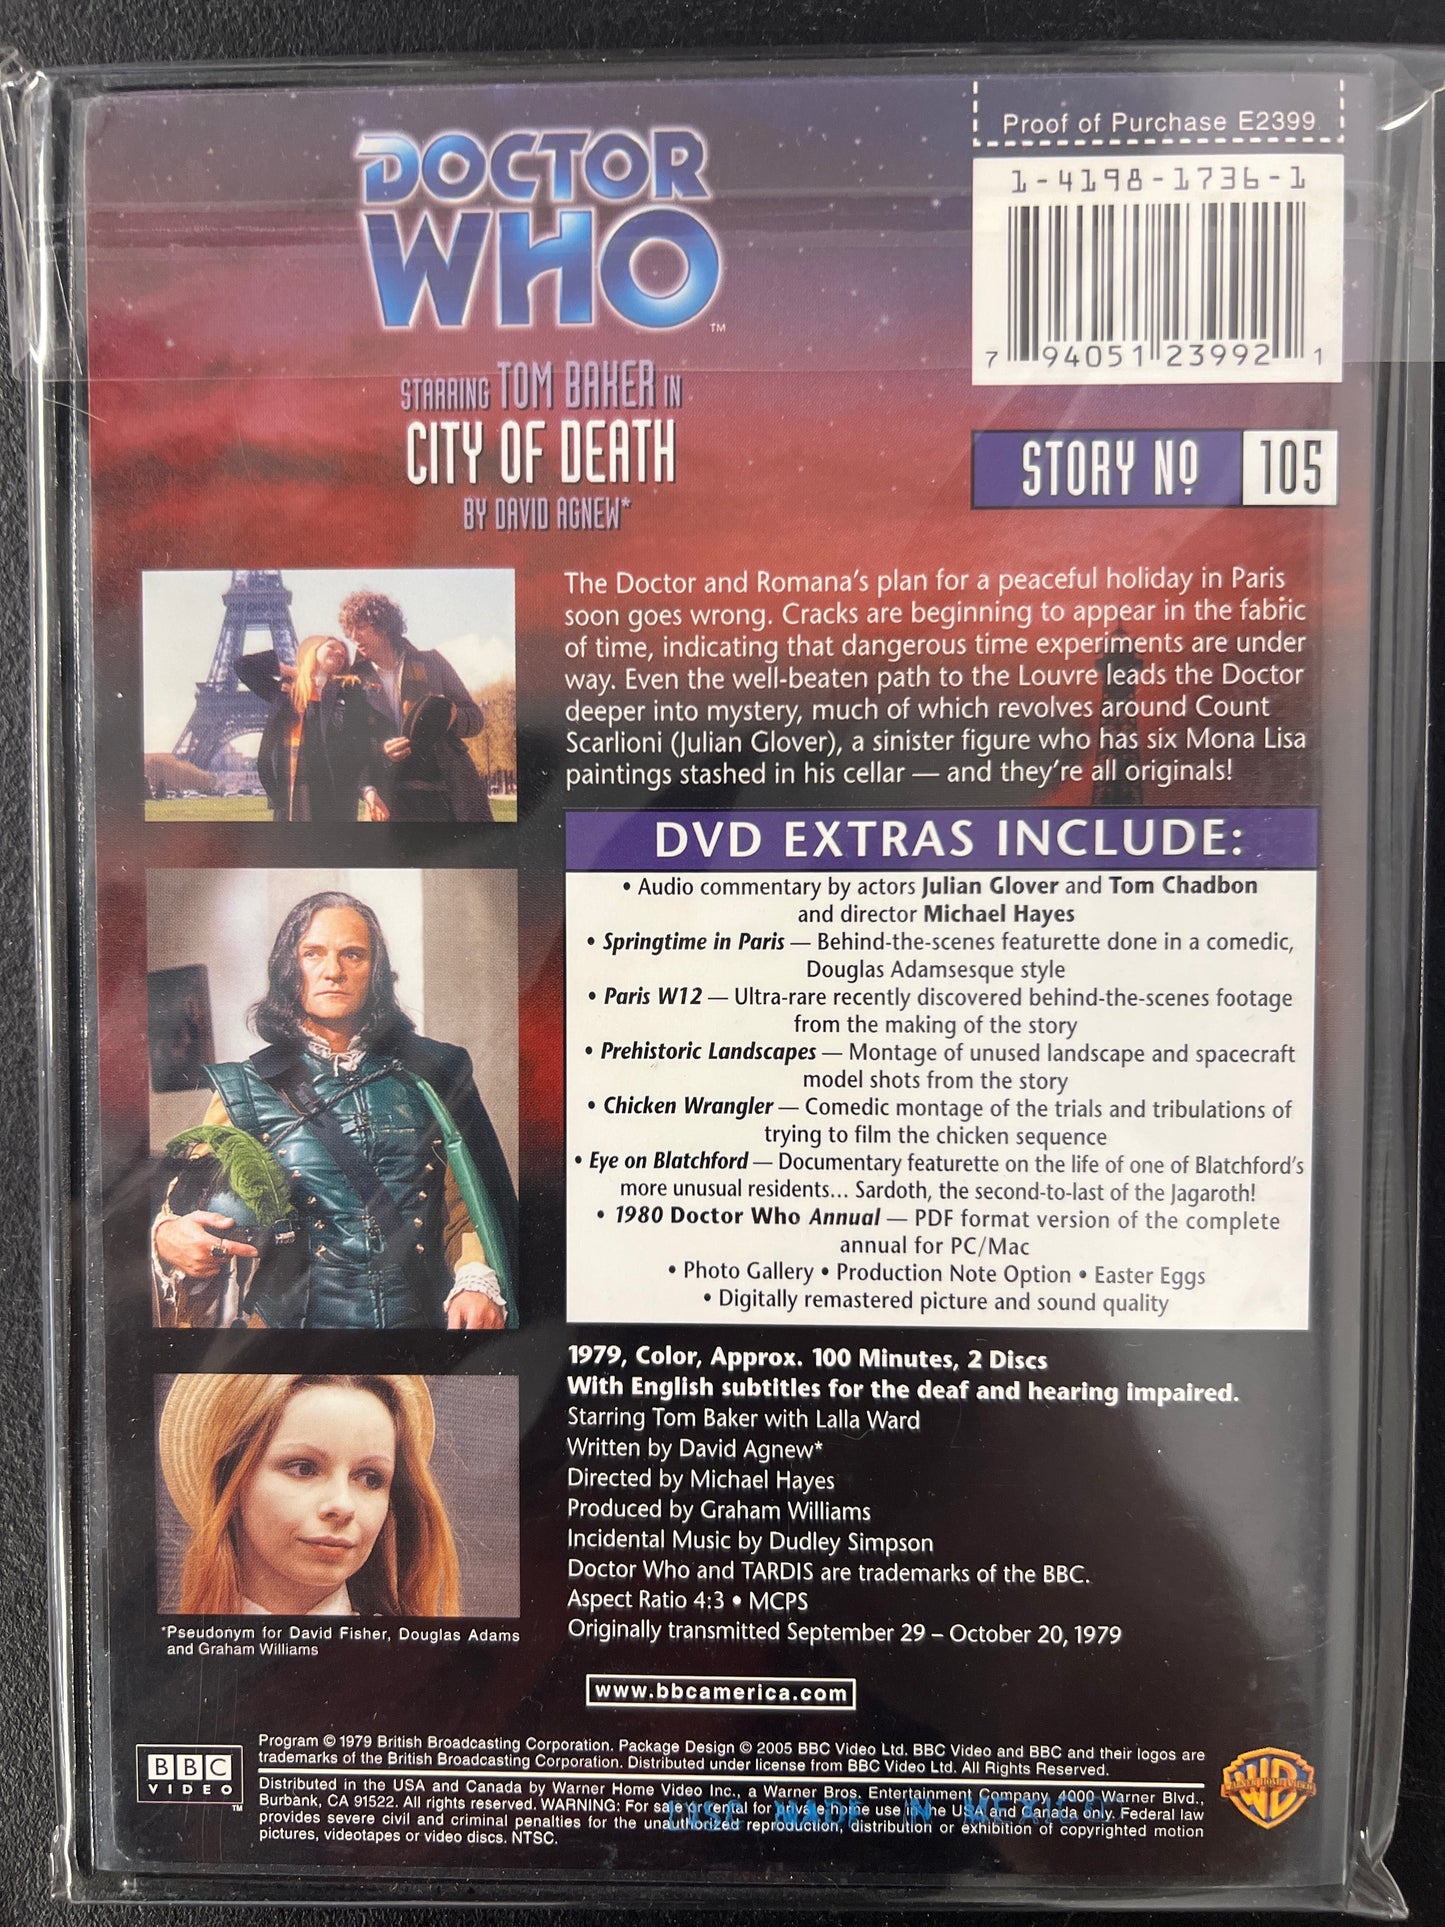 Proof of Purchase E2399
1-4198-1736-1
7 94051 23992 1
DOCTOR
WHO
TM
STARRING TOM BAKER IN
CITY OF DEATH
BY DAVID AGNEW*
STORY NO 105
The Doctor and Romana's plan for a peaceful holiday in Paris
soon goes wrong. Cracks are beginning to appear in the fabric
of time, indicating that dangerous time experiments are under
way. Even the well-beaten path to the Louvre leads the Doctor
deeper into mystery, much of which revolves around Count
Scarlioni (Julian Glover), a sinister figure who has six Mona Lisa
paintings stashed in his cellar — and they're all originals!
DVD EXTRAS INCLUDE:
• Audio commentary by actors Julian Glover and Tom Chadbon
and director Michael Hayes
• Springtime in Paris — Behind-the-scenes featurette done in a comedic,
Douglas Adamsesque style
• Paris W12 — Ultra-rare recently discovered behind-the-scenes footage
from the making of the story
• Prehistoric Landscapes — Montage of unused landscape and spacecraft
model shots from the story
• Chicken Wrangler — Comedic montage of the trials and tribulations of
trying to film the chicken sequence
• Eye on Blatchford — Documentary featurette on the life of one of Blatchford's
more unusual residents... Sardoth, the second-to-last of the Jagaroth!
• 1980 Doctor Who Annual — PDF format version of the complete
annual for PC/Mac
• Photo Gallery • Production Note Option • Easter Eggs
• Digitally remastered picture and sound quality
1979, Color, Approx. 100 Minutes, 2 Discs
With English subtitles for the deaf and hearing impaired.
Starring Tom Baker with Lalla Ward
Written by David Agnew*
Directed by Michael Hayes
Produced by Graham Williams
Incidental Music by Dudley Simpson
Doctor Who and TARDIS are trademarks of the BBC.
Aspect Ratio 4:3 • MCPS
Originally transmitted September 29 – October 20, 1979
*Pseudonym for David Fisher, Douglas Adams
and Graham Williams
www.bbcamerica.com
BBC
VIDEO
TM
Program © 1979 British Broadcasting Corporation. Package Design © 2005 BBC Video Ltd. BBC Video and BBC and their logos are
trademarks of the British Broadcasting Corporation. Distributed under license from BBC Video Ltd. All Rights Reserved.
Distributed in the USA and Canada by Warner Home Video Inc., a Warner Bros. Entertainment Company, 4000 Warner Blvd.,
Burbank, CA 91522. All rights reserved. WARNING: For sale or rental for private home use in the USA and Canada only. Federal law
provides severe civil and criminal penalties for the unauthorized reproduction, distribution or exhibition of copyrighted motion
pictures, videotapes or video discs. NTSC.
DISC MADE IN MEXICO
WB
WARNER HOME VIDEO